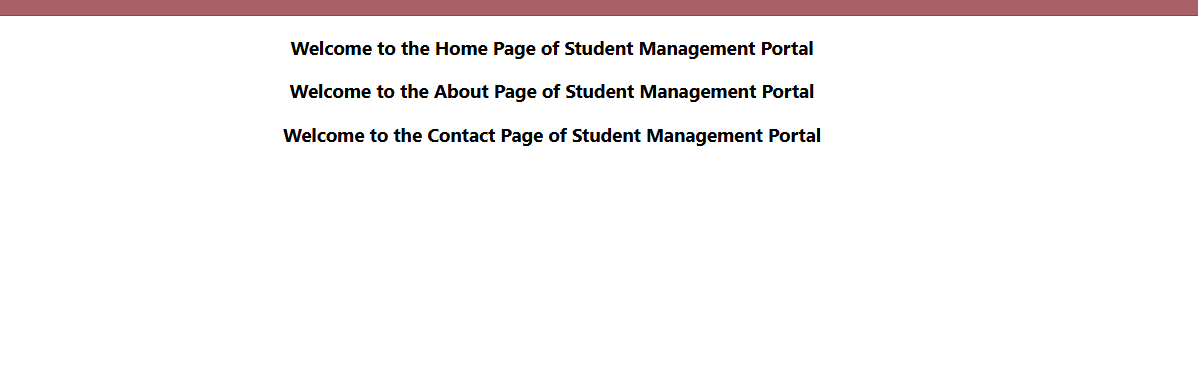 Welcome to the Home Page of Student Management Portal
Welcome to the About Page of Student Management Portal
Welcome to the Contact Page of Student Management Portal